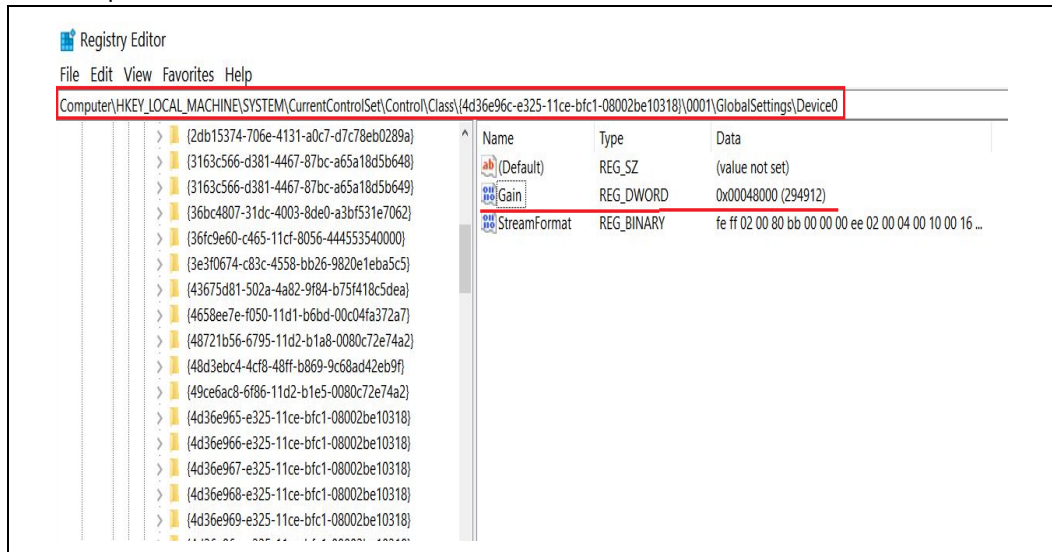 Registry Editor
File Edit View Favorites Help
Computer\HKEY_LOCAL_MACHINE\SYSTEM\CurrentControlSet\Control\Class\{4d36e96c-e325-11ce-bfc1-08002be10318}\0001\GlobalSettings\Device0
{2db15374-706e-4131-a0c7-d7c78eb0289a}
{3163c566-d381-4467-87bc-a65a18d5b648}
{3163c566-d381-4467-87bc-a65a18d5b649}
{36bc4807-31dc-4003-8de0-a3bf531e7062}
{36fc9e60-c465-11cf-8056-444553540000}
{3e3f0674-c83c-4558-bb26-9820e1eba5c5}
{43675d81-502a-4a82-9f84-b75f418c5dea}
{4658ee7e-f050-11d1-b6bd-00c04fa372a7}
{48721b56-6795-11d2-b1a8-0080c72e74a2}
{48d3ebc4-4cf8-48ff-b869-9c68ad42eb9f}
{49ce6ac8-6f86-11d2-b1e5-0080c72e74a2}
{4d36e965-e325-11ce-bfc1-08002be10318}
{4d36e966-e325-11ce-bfc1-08002be10318}
{4d36e967-e325-11ce-bfc1-08002be10318}
{4d36e968-e325-11ce-bfc1-08002be10318}
{4d36e969-e325-11ce-bfc1-08002be10318}
Name Type Data
(Default) REG_SZ (value not set)
Gain REG_DWORD 0x00048000 (294912)
StreamFormat REG_BINARY fe ff 02 00 80 bb 00 00 00 ee 02 00 04 00 10 00 16 ...